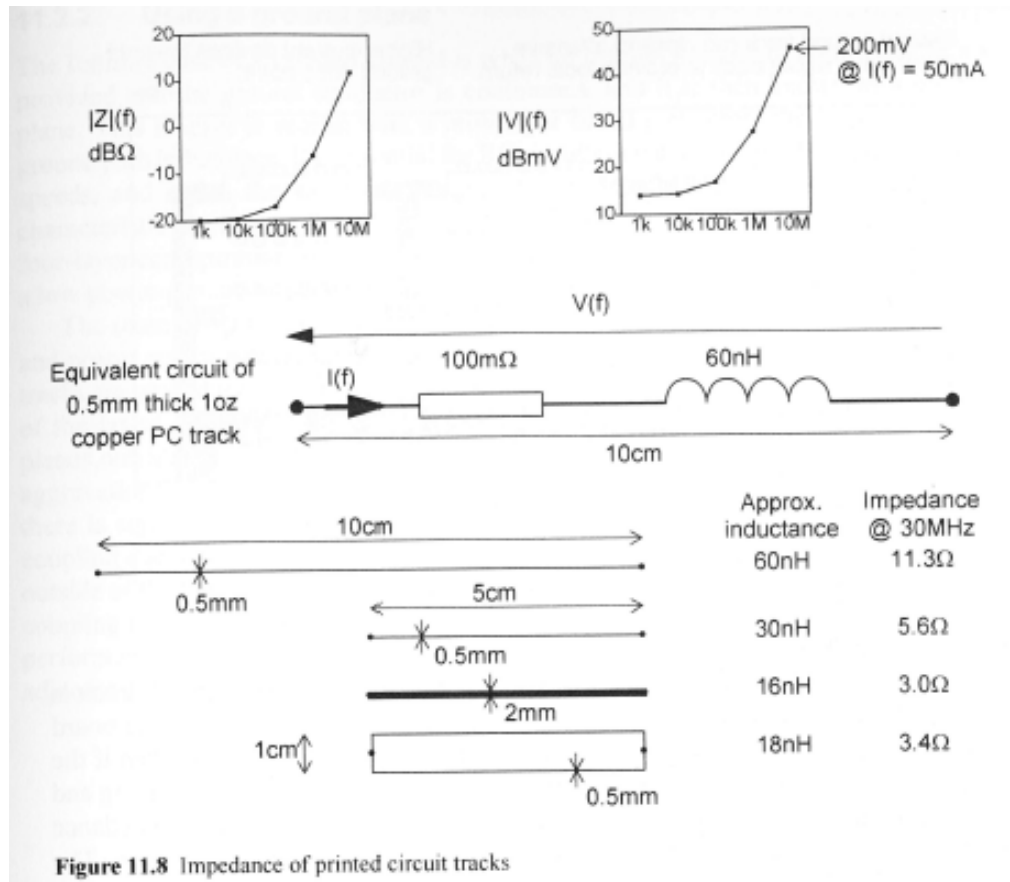 20
10
|Z|(f)
0
dBΩ
-10
-20
1k 10k 100k 1M 10M
50
200mV
@ I(f) = 50mA
40
|V|(f)
30
dBmV
20
10
1k 10k 100k 1M 10M
V(f)
Equivalent circuit of
0.5mm thick 1oz
copper PC track
I(f)
100mΩ
60nH
10cm
Approx.
inductance
Impedance
@ 30MHz
10cm
0.5mm
60nH 11.3Ω
5cm
0.5mm
30nH 5.6Ω
2mm
16nH 3.0Ω
1cm
0.5mm
18nH 3.4Ω
Figure 11.8 Impedance of printed circuit tracks